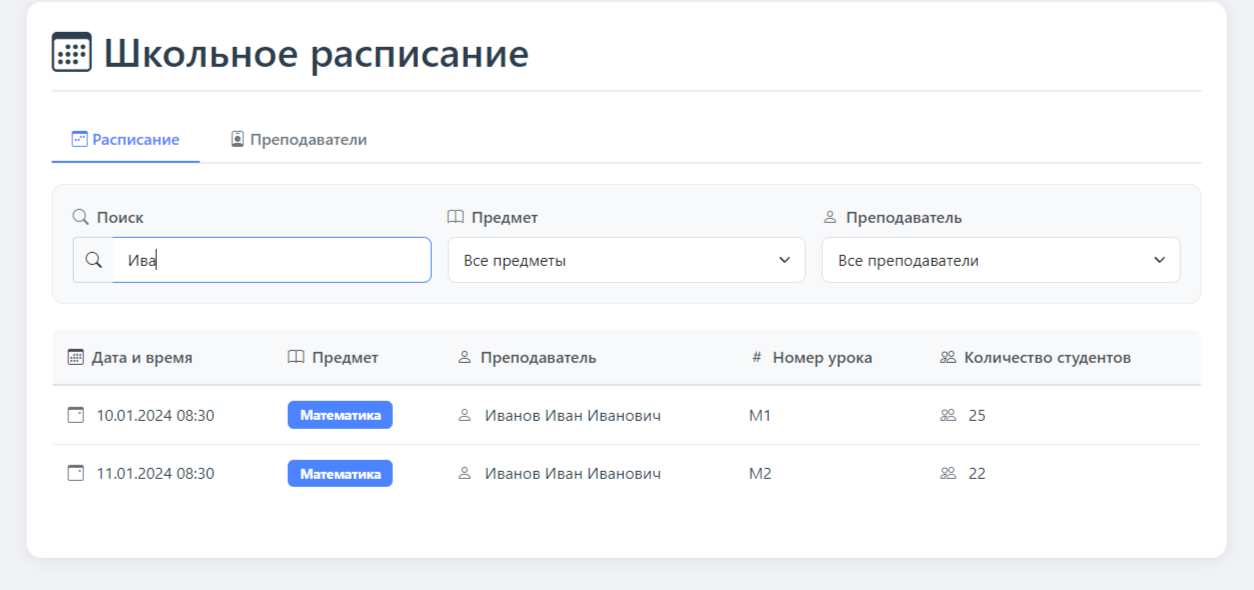 Школьное расписание
Расписание Преподаватели
Поиск Предмет Преподаватель
Ива Все предметы Все преподаватели
Дата и время Предмет Преподаватель # Номер урока Количество студентов
10.01.2024 08:30 Математика Иванов Иван Иванович М1 25
11.01.2024 08:30 Математика Иванов Иван Иванович М2 22